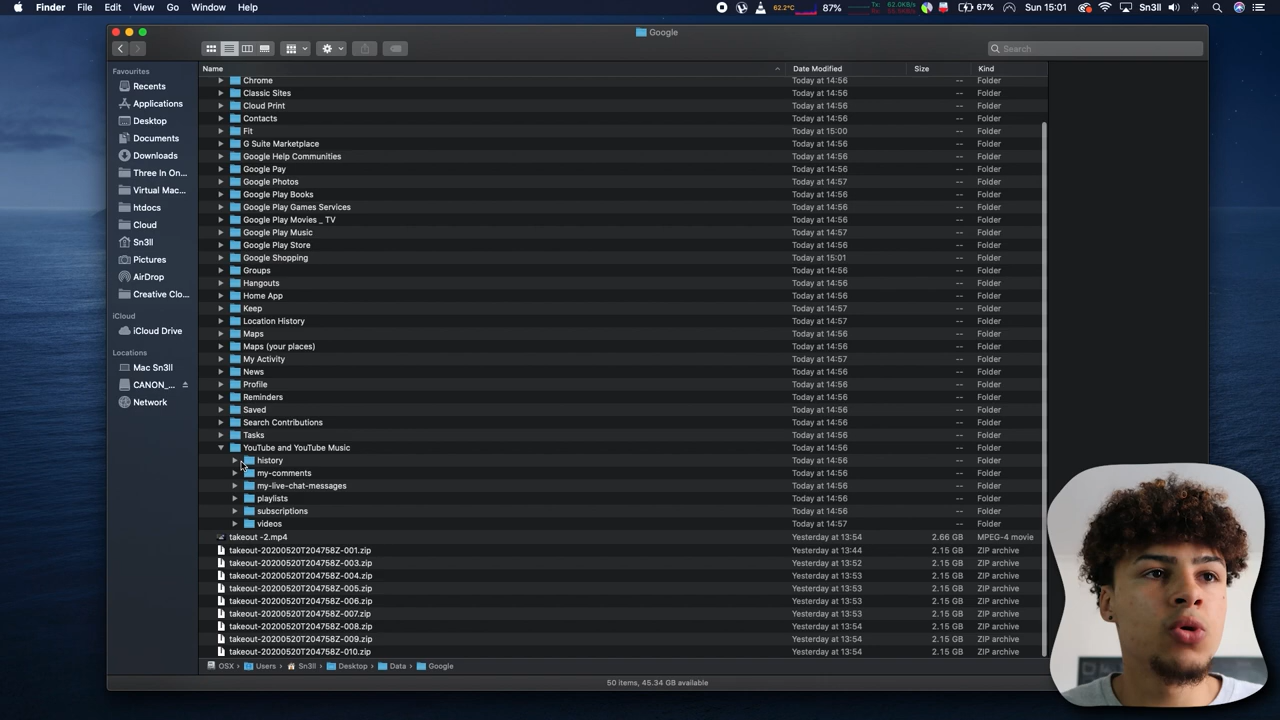 Finder File Edit View Go Window Help 62.2°C 87% Tx: 62.0KB/s 67% Sun 15:01 Sn3ll
Google
Search
Favourites
Recents
Applications
Desktop
Documents
Downloads
Three In On...
Virtual Mac...
htdocs
Cloud
Sn3ll
Pictures
AirDrop
Creative Clo...
iCloud
iCloud Drive
Locations
Mac Sn3ll
CANON_...
Network
Name Date Modified Size Kind
Chrome Today at 14:56 -- Folder
Classic Sites Today at 14:56 -- Folder
Cloud Print Today at 14:56 -- Folder
Contacts Today at 14:56 -- Folder
Fit Today at 15:00 -- Folder
G Suite Marketplace Today at 14:56 -- Folder
Google Help Communities Today at 14:56 -- Folder
Google Pay Today at 14:56 -- Folder
Google Photos Today at 14:57 -- Folder
Google Play Books Today at 14:56 -- Folder
Google Play Games Services Today at 14:56 -- Folder
Google Play Movies _ TV Today at 14:56 -- Folder
Google Play Music Today at 14:57 -- Folder
Google Play Store Today at 14:56 -- Folder
Google Shopping Today at 15:01 -- Folder
Groups Today at 14:56 -- Folder
Hangouts Today at 14:56 -- Folder
Home App Today at 14:56 -- Folder
Keep Today at 14:57 -- Folder
Location History Today at 14:57 -- Folder
Maps Today at 14:56 -- Folder
Maps (your places) Today at 14:56 -- Folder
My Activity Today at 14:57 -- Folder
News Today at 14:56 -- Folder
Profile Today at 14:56 -- Folder
Reminders Today at 14:56 -- Folder
Saved Today at 14:56 -- Folder
Search Contributions Today at 14:56 -- Folder
Tasks Today at 14:56 -- Folder
YouTube and YouTube Music Today at 14:56 -- Folder
history Today at 14:56 -- Folder
my-comments Today at 14:56 -- Folder
my-live-chat-messages Today at 14:56 -- Folder
playlists Today at 14:56 -- Folder
subscriptions Today at 14:56 -- Folder
videos Today at 14:57 -- Folder
takeout -2.mp4 Yesterday at 13:54 2.66 GB MPEG-4 movie
takeout-20200520T204758Z-001.zip Yesterday at 13:44 2.15 GB ZIP archive
takeout-20200520T204758Z-003.zip Yesterday at 13:52 2.15 GB ZIP archive
takeout-20200520T204758Z-004.zip Yesterday at 13:53 2.15 GB ZIP archive
takeout-20200520T204758Z-005.zip Yesterday at 13:53 2.15 GB ZIP archive
takeout-20200520T204758Z-006.zip Yesterday at 13:53 2.15 GB ZIP archive
takeout-20200520T204758Z-007.zip Yesterday at 13:53 2.15 GB ZIP archive
takeout-20200520T204758Z-008.zip Yesterday at 13:54 2.15 GB ZIP archive
takeout-20200520T204758Z-009.zip Yesterday at 13:54 2.15 GB ZIP archive
takeout-20200520T204758Z-010.zip Yesterday at 13:54 2.15 GB ZIP archive
OSX › Users › Sn3ll › Desktop › Data › Google
50 items, 45.34 GB available